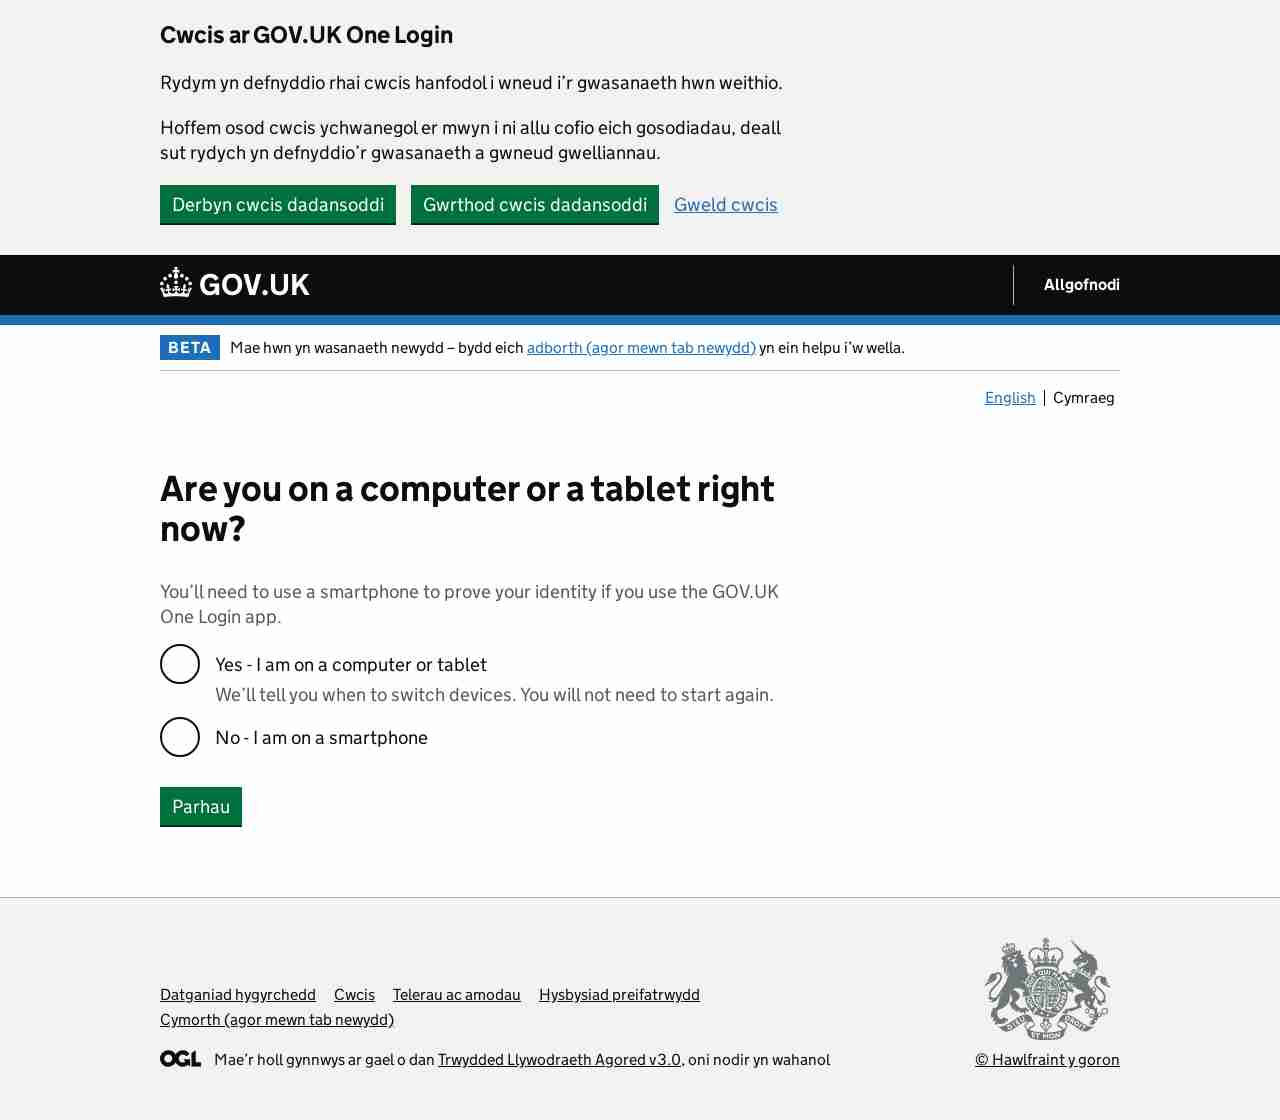 Cwcis ar GOV.UK One Login
Rydym yn defnyddio rhai cwcis hanfodol i wneud i’r gwasanaeth hwn weithio.
Hoffem osod cwcis ychwanegol er mwyn i ni allu cofio eich gosodiadau, deall
sut rydych yn defnyddio’r gwasanaeth a gwneud gwelliannau.
Derbyn cwcis dadansoddi Gwrthod cwcis dadansoddi Gweld cwcis
GOV.UK Allgofnodi
BETA Mae hwn yn wasanaeth newydd – bydd eich adborth (agor mewn tab newydd) yn ein helpu i’w wella.
English Cymraeg
Are you on a computer or a tablet right
now?
You’ll need to use a smartphone to prove your identity if you use the GOV.UK
One Login app.
Yes - I am on a computer or tablet
We’ll tell you when to switch devices. You will not need to start again.
No - I am on a smartphone
Parhau
Datganiad hygyrchedd Cwcis Telerau ac amodau Hysbysiad preifatrwydd
Cymorth (agor mewn tab newydd)
OGL Mae’r holl gynnwys ar gael o dan Trwydded Llywodraeth Agored v3.0, oni nodir yn wahanol
© Hawlfraint y goron